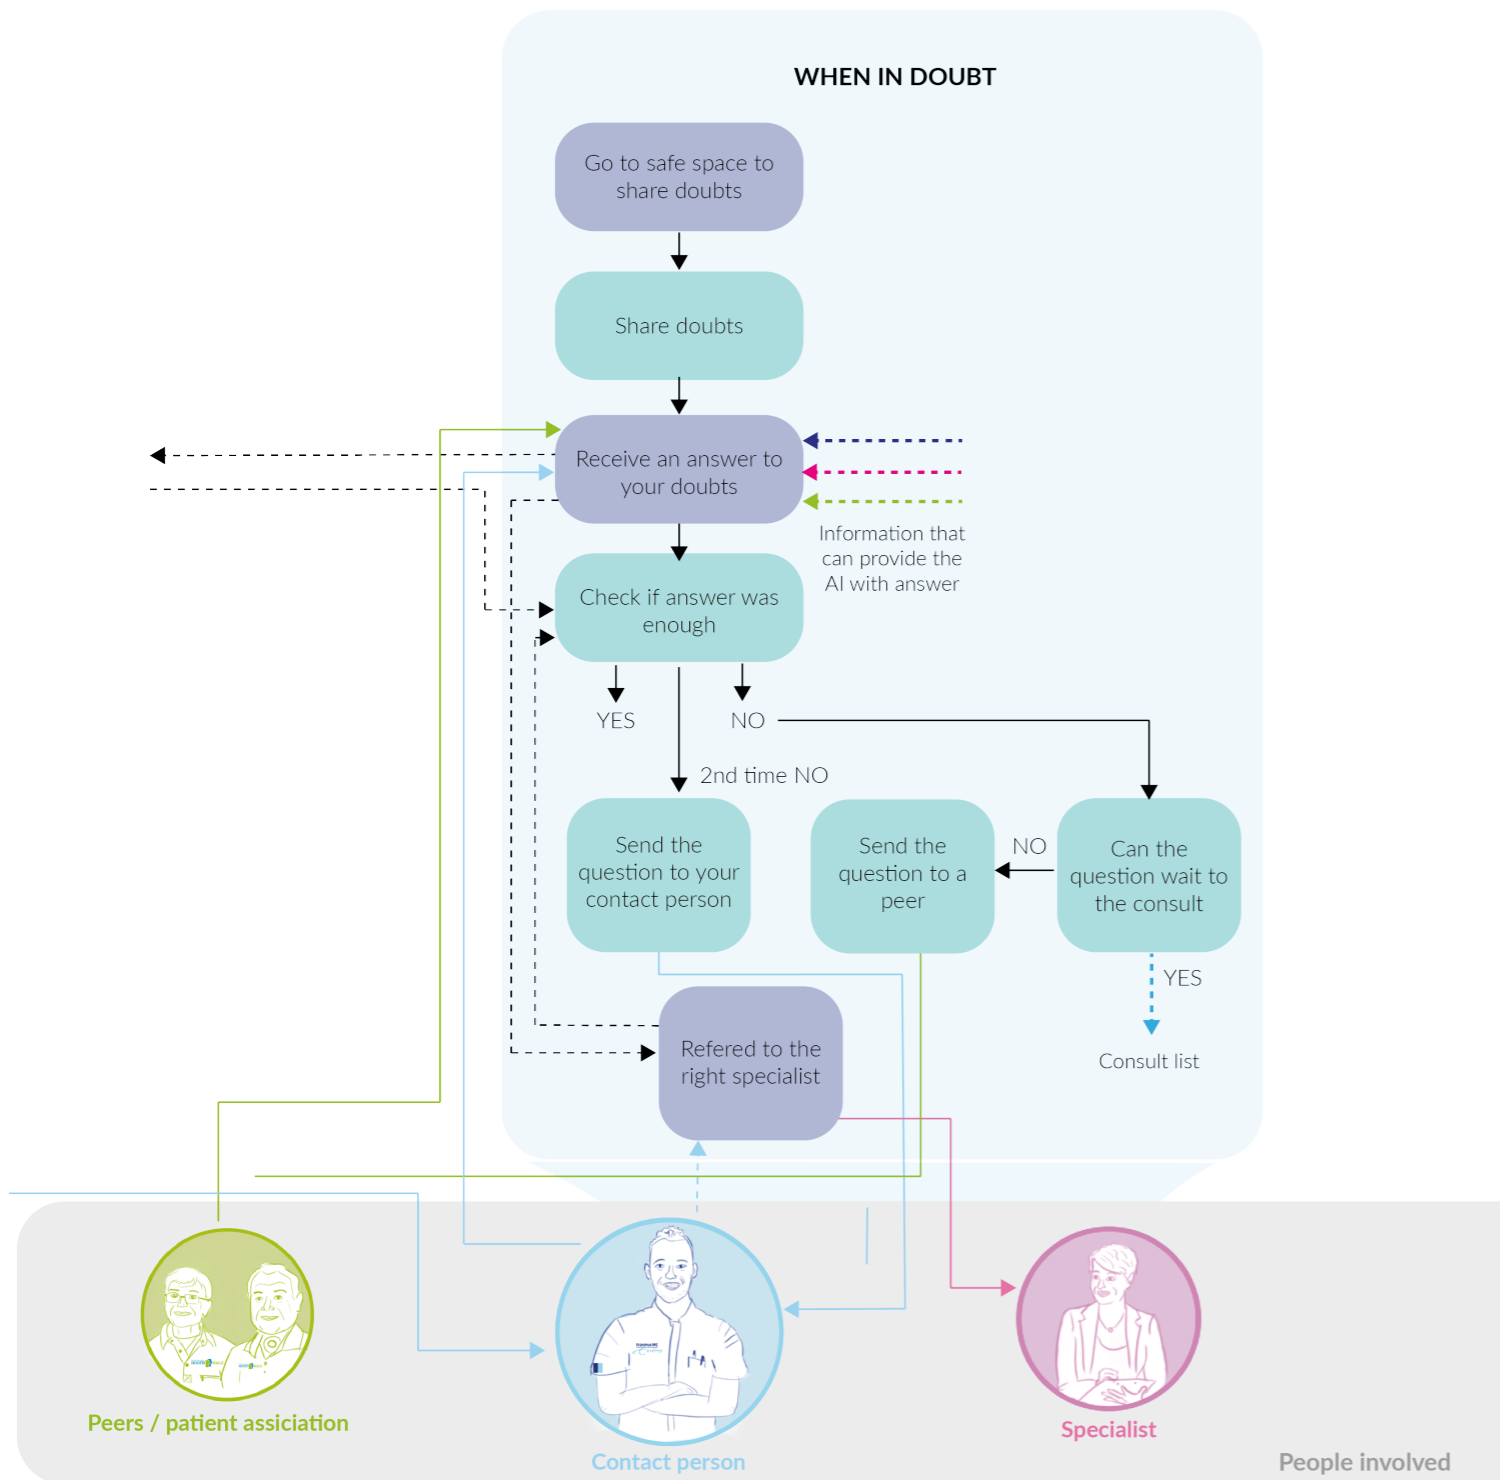 WHEN IN DOUBT
Go to safe space to
share doubts
Share doubts
Receive an answer to
your doubts
Information that
can provide the
AI with answer
Check if answer was
enough
YES
NO
2nd time NO
Send the
question to your
contact person
Send the
question to a
peer
NO
Can the
question wait to
the consult
YES
Consult list
Refered to the
right specialist
Peers / patient assiciation
Contact person
Specialist
People involved